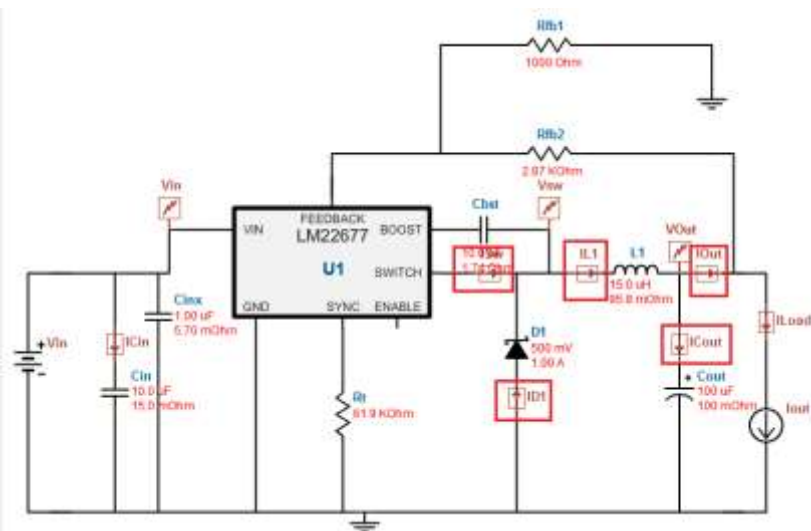 Rfb1
1000 Ohm
Rfb2
2.87 KOhm
Vin
FEEDBACK
LM22677
VIN
BOOST
U1
SWITCH
GND
SYNC
ENABLE
Cbst
Vsw
IL1
L1
15.0 uH
95.8 mOhm
VOut
IOut
Cinx
1.00 uF
5.70 mOhm
Vin
ICin
Cin
10.0 uF
15.0 mOhm
Rt
61.9 KOhm
D1
500 mV
1.00 A
ID1
ICout
Cout
100 uF
100 mOhm
ILoad
Iout